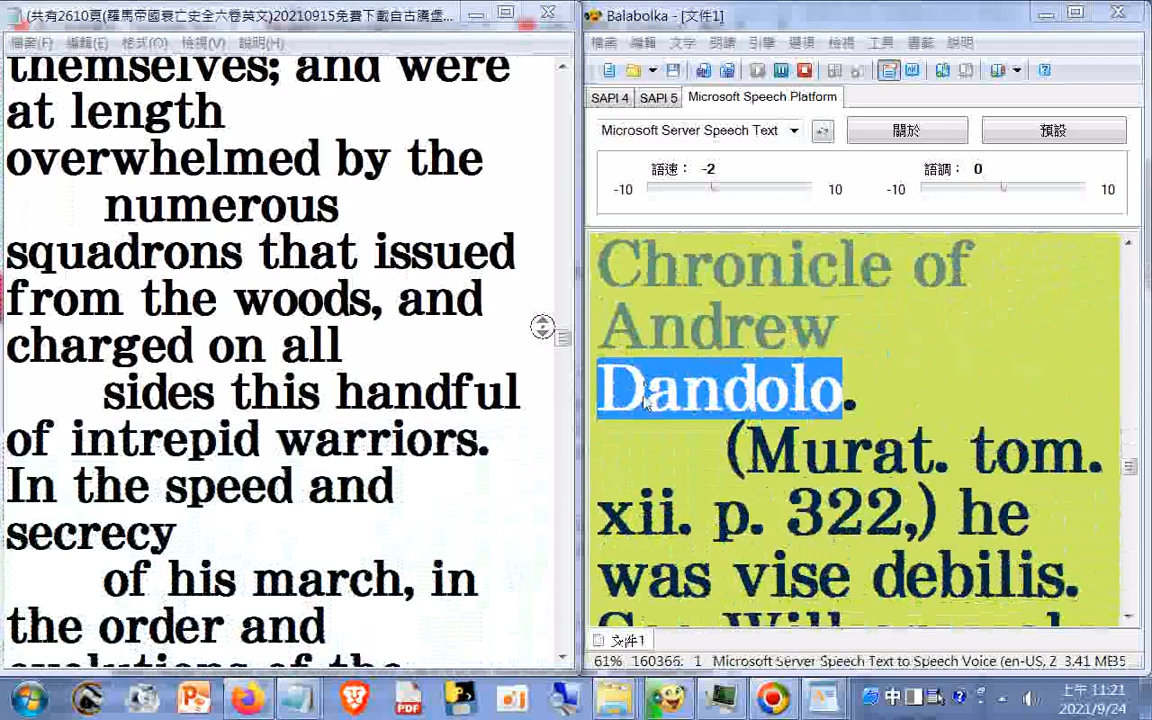 (共有2610頁(羅馬帝國衰亡史全六卷英文)20210915免費下載自古騰堡...
檔案(F) 編輯(E) 格式(O) 檢視(V) 說明(H)
themselves; and were
at length
overwhelmed by the
numerous
squadrons that issued
from the woods, and
charged on all
sides this handful
of intrepid warriors.
In the speed and
secrecy
of his march, in
the order and
evolutions of the
Balabolka - [文件1]
檔案 編輯 文字 朗讀 引擎 選項 檢視 工具 書籤 說明
SAPI 4 SAPI 5 Microsoft Speech Platform
Microsoft Server Speech Text 關於 預設
語速： -2 語調： 0
-10 10 -10 10
Chronicle of
Andrew
Dandolo.
(Murat. tom.
xii. p. 322,) he
was vise debilis.
文件1
61% 160366: 1 Microsoft Server Speech Text to Speech Voice (en-US, Z 3.41 MB
PDF 中 上午 11:21
2021/9/24